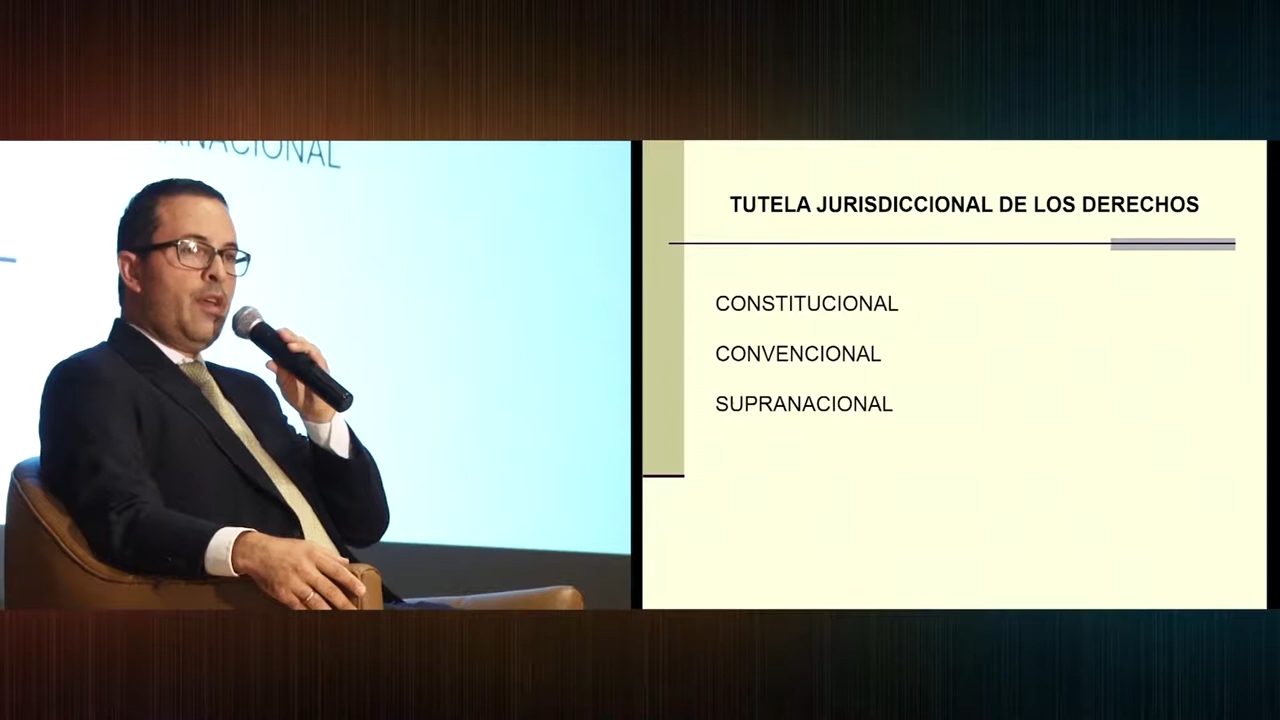 TUTELA JURISDICCIONAL DE LOS DERECHOS
CONSTITUCIONAL
CONVENCIONAL
SUPRANACIONAL